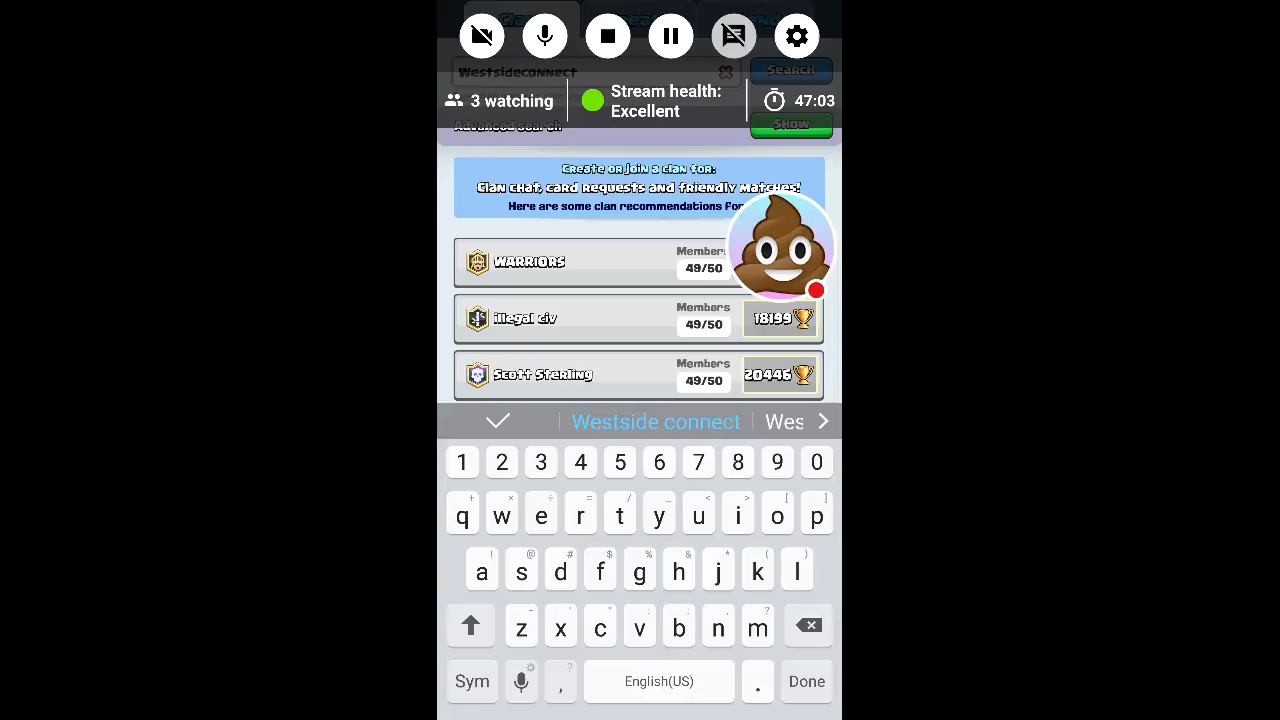 Westsideconnect
Search
3 watching
Stream health:
Excellent
47:03
Advanced search
Show
Create or join a clan for:
Clan chat, card requests and friendly matches!
Here are some clan recommendations for
WARRIORS
Members
49/50
illegal civ
Members
49/50
18199
Scott Sterling
Members
49/50
20446
Westside connect
Wes
1 2 3 4 5 6 7 8 9 0
+ × ÷ = / _ < > [ ]
q w e r t y u i o p
! @ # $ % & * ( )
a s d f g h j k l
- ' " : ; , ?
z x c v b n m
Sym , ? English(US) . Done